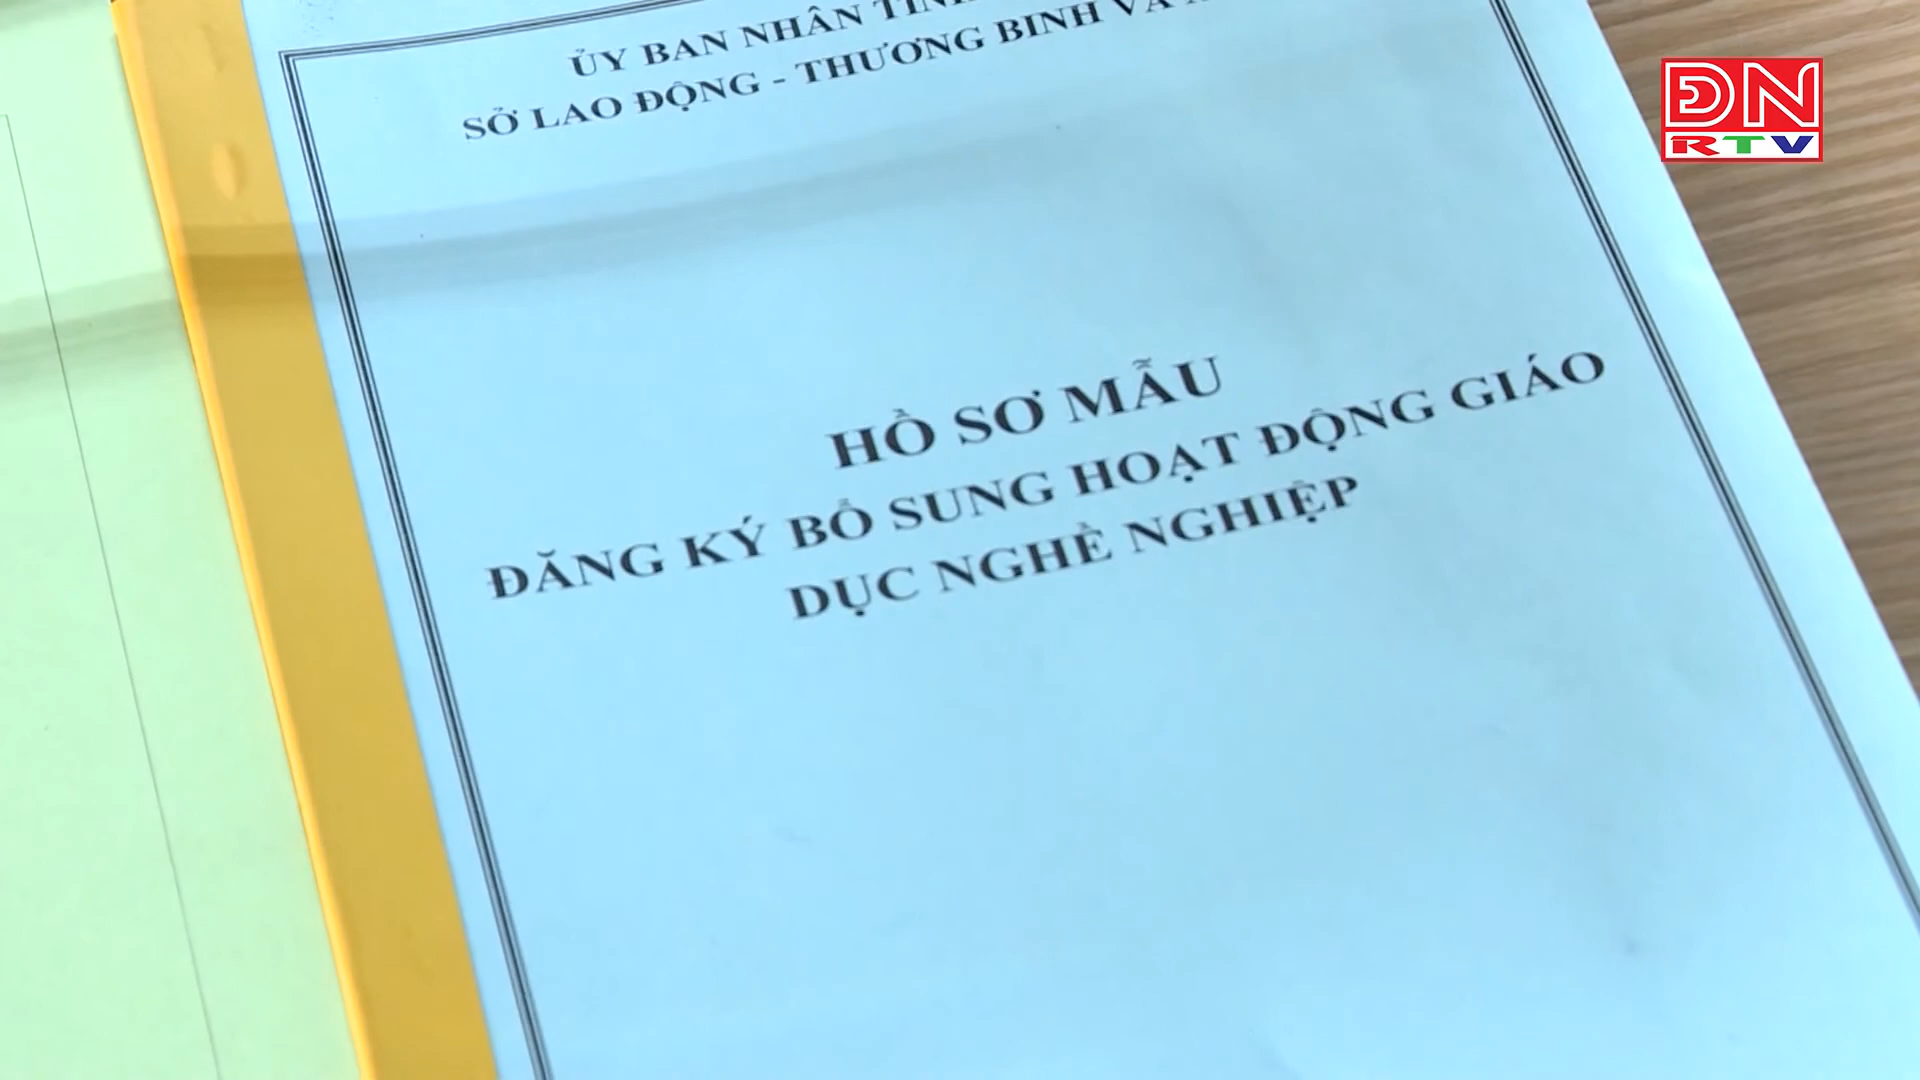 ỦY BAN NHÂN
SỞ LAO ĐỘNG - THƯƠNG BINH VÀ
HỒ SƠ MẪU
ĐĂNG KÝ BỔ SUNG HOẠT ĐỘNG GIÁO
DỤC NGHỀ NGHIỆP
ĐN
RTV